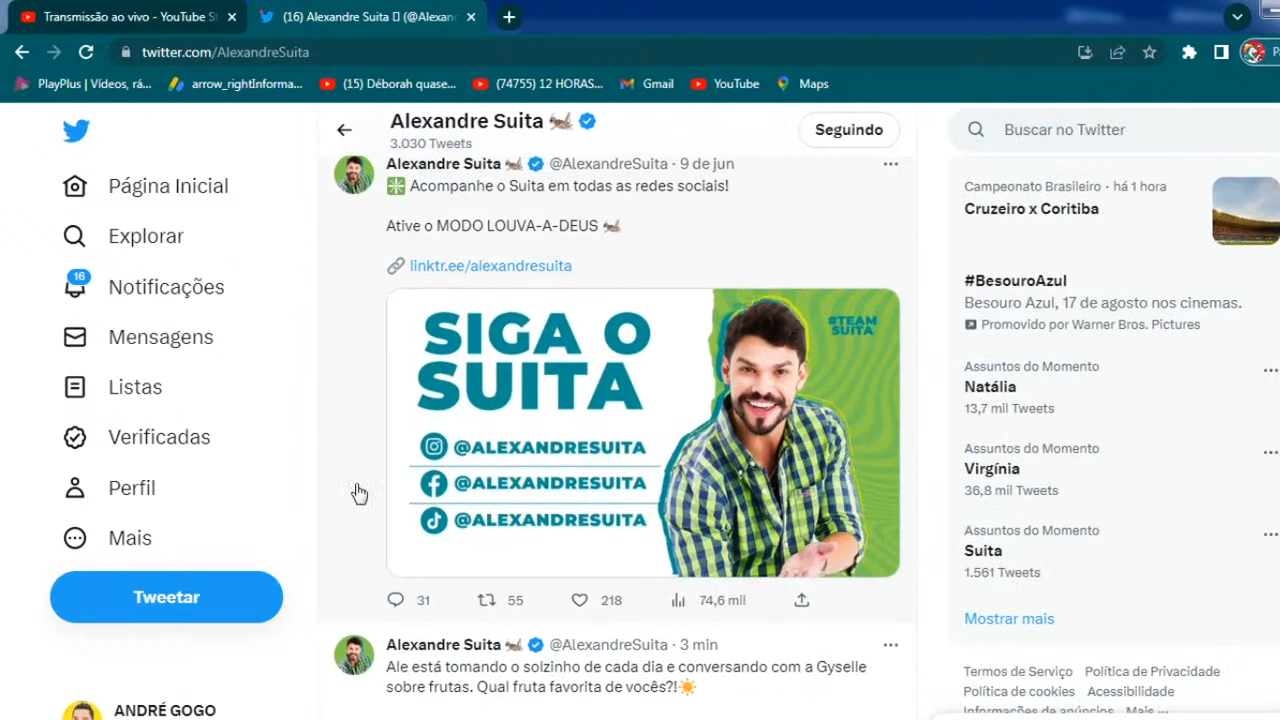 Transmissão ao vivo - YouTube St
(16) Alexandre Suita
(@Alexand
twitter.com/AlexandreSuita
PlayPlus | Vídeos, rá...
arrow_rightInforma...
(15) Déborah quase...
(74755) 12 HORAS...
Gmail
YouTube
Maps
Página Inicial
Explorar
16
Notificações
Mensagens
Listas
Verificadas
Perfil
Mais
Tweetar
ANDRÉ GOGO
Alexandre Suita
3.030 Tweets
Seguindo
Alexandre Suita @AlexandreSuita · 9 de jun
Acompanhe o Suita em todas as redes sociais!
Ative o MODO LOUVA-A-DEUS
linktr.ee/alexandresuita
SIGA O
SUITA
@ALEXANDRESUITA
@ALEXANDRESUITA
@ALEXANDRESUITA
#TEAM
SUITA
31 55 218 74,6 mil
Alexandre Suita @AlexandreSuita · 3 min
Ale está tomando o solzinho de cada dia e conversando com a Gyselle
sobre frutas. Qual fruta favorita de vocês?!
Buscar no Twitter
Campeonato Brasileiro · há 1 hora
Cruzeiro x Coritiba
#BesouroAzul
Besouro Azul, 17 de agosto nos cinemas.
Promovido por Warner Bros. Pictures
Assuntos do Momento
Natália
13,7 mil Tweets
Assuntos do Momento
Virgínia
36,8 mil Tweets
Assuntos do Momento
Suita
1.561 Tweets
Mostrar mais
Termos de Serviço Política de Privacidade
Política de cookies Acessibilidade
Informações de anúncios Mais ...